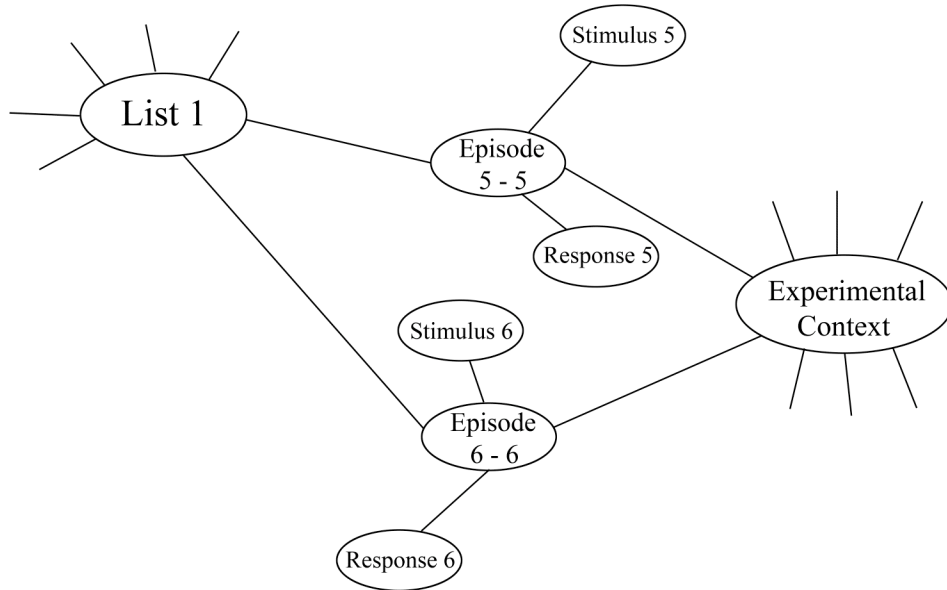 Stimulus 5
List 1
Episode
5 - 5
Response 5
Experimental
Context
Stimulus 6
Episode
6 - 6
Response 6